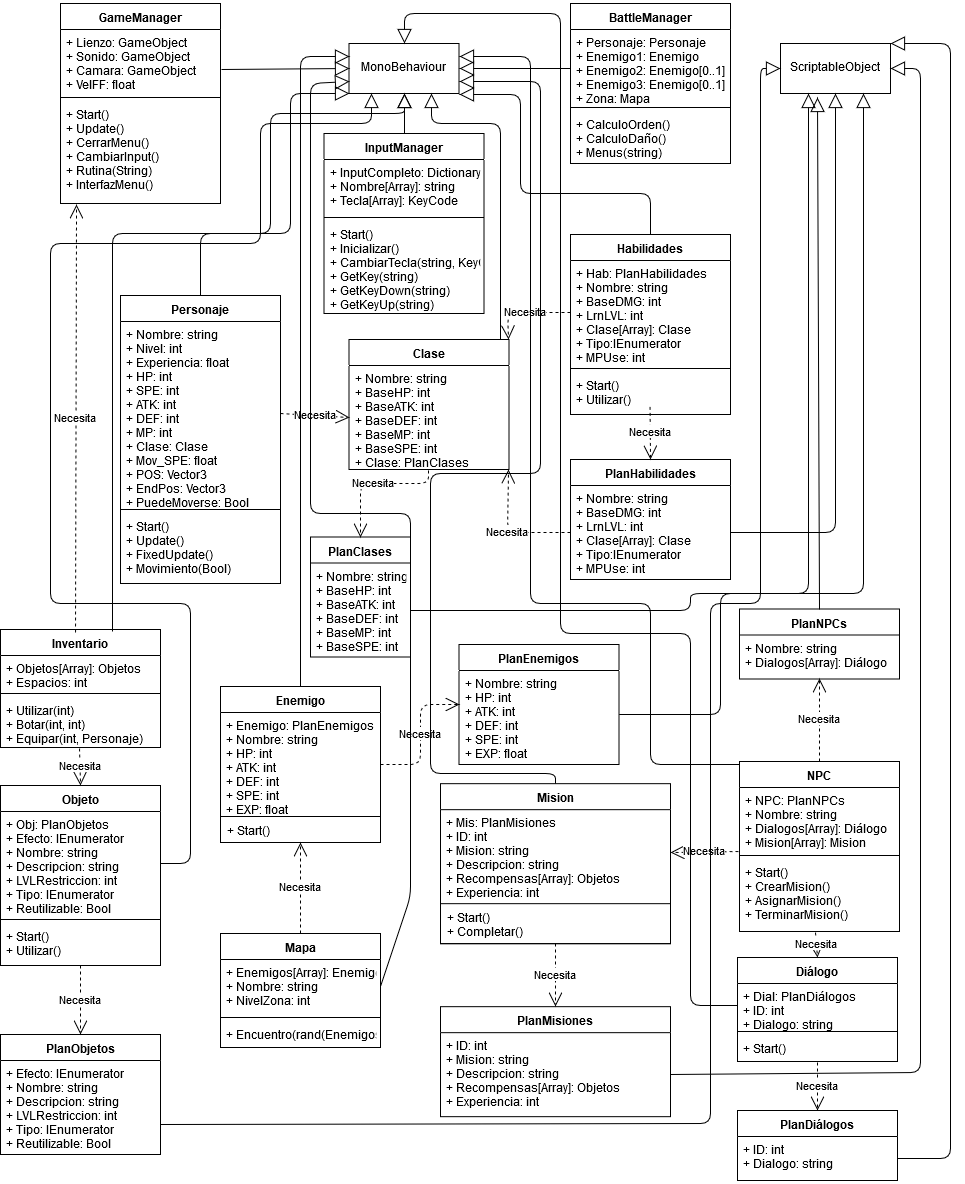 GameManager
+ Lienzo: GameObject
+ Sonido: GameObject
+ Camara: GameObject
+ VelFF: float
+ Start()
+ Update()
+ CerrarMenu()
+ CambiarInput()
+ Rutina(String)
+ InterfazMenu()
MonoBehaviour
BattleManager
+ Personaje: Personaje
+ Enemigo1: Enemigo
+ Enemigo2: Enemigo[0..1]
+ Enemigo3: Enemigo[0..1]
+ Zona: Mapa
+ CalculoOrden()
+ CalculoDaño()
+ Menus(string)
ScriptableObject
InputManager
+ InputCompleto: Dictionary
+ Nombre[Array]: string
+ Tecla[Array]: KeyCode
+ Start()
+ Inicializar()
+ CambiarTecla(string, Key
+ GetKey(string)
+ GetKeyDown(string)
+ GetKeyUp(string)
Habilidades
+ Hab: PlanHabilidades
+ Nombre: string
+ BaseDMG: int
+ LrnLVL: int
+ Clase[Array]: Clase
+ Tipo:IEnumerator
+ MPUse: int
+ Start()
+ Utilizar()
Necesita
Personaje
+ Nombre: string
+ Nivel: int
+ Experiencia: float
+ HP: int
+ SPE: int
+ ATK: int
+ DEF: int
+ MP: int
+ Clase: Clase
+ Mov_SPE: float
+ POS: Vector3
+ EndPos: Vector3
+ PuedeMoverse: Bool
+ Start()
+ Update()
+ FixedUpdate()
+ Movimiento(Bool)
Necesita
Necesita
Clase
+ Nombre: string
+ BaseHP: int
+ BaseATK: int
+ BaseDEF: int
+ BaseMP: int
+ BaseSPE: int
+ Clase: PlanClases
Necesita
Necesita
PlanHabilidades
+ Nombre: string
+ BaseDMG: int
+ LrnLVL: int
+ Clase[Array]: Clase
+ Tipo:IEnumerator
+ MPUse: int
Necesita
PlanClases
+ Nombre: string
+ BaseHP: int
+ BaseATK: int
+ BaseDEF: int
+ BaseMP: int
+ BaseSPE: int
PlanNPCs
+ Nombre: string
+ Dialogos[Array]: Diálogo
Necesita
Inventario
+ Objetos[Array]: Objetos
+ Espacios: int
+ Utilizar(int)
+ Botar(int, int)
+ Equipar(int, Personaje)
Necesita
PlanEnemigos
+ Nombre: string
+ HP: int
+ ATK: int
+ DEF: int
+ SPE: int
+ EXP: float
Necesita
Enemigo
+ Enemigo: PlanEnemigos
+ Nombre: string
+ HP: int
+ ATK: int
+ DEF: int
+ SPE: int
+ EXP: float
+ Start()
Necesita
Objeto
+ Obj: PlanObjetos
+ Efecto: IEnumerator
+ Nombre: string
+ Descripcion: string
+ LVLRestriccion: int
+ Tipo: IEnumerator
+ Reutilizable: Bool
+ Start()
+ Utilizar()
Necesita
Mision
+ Mis: PlanMisiones
+ ID: int
+ Mision: string
+ Descripcion: string
+ Recompensas[Array]: Objetos
+ Experiencia: int
+ Start()
+ Completar()
Necesita
NPC
+ NPC: PlanNPCs
+ Nombre: string
+ Dialogos[Array]: Diálogo
+ Mision[Array]: Mision
+ Start()
+ CrearMision()
+ AsignarMision()
+ TerminarMision()
Necesita
Necesita
Mapa
+ Enemigos[Array]: Enemig
+ Nombre: string
+ NivelZona: int
+ Encuentro(rand(Enemigo
Diálogo
+ Dial: PlanDiálogos
+ ID: int
+ Dialogo: string
+ Start()
Necesita
PlanObjetos
+ Efecto: IEnumerator
+ Nombre: string
+ Descripcion: string
+ LVLRestriccion: int
+ Tipo: IEnumerator
+ Reutilizable: Bool
PlanMisiones
+ ID: int
+ Mision: string
+ Descripcion: string
+ Recompensas[Array]: Objetos
+ Experiencia: int
PlanDiálogos
+ ID: int
+ Dialogo: string